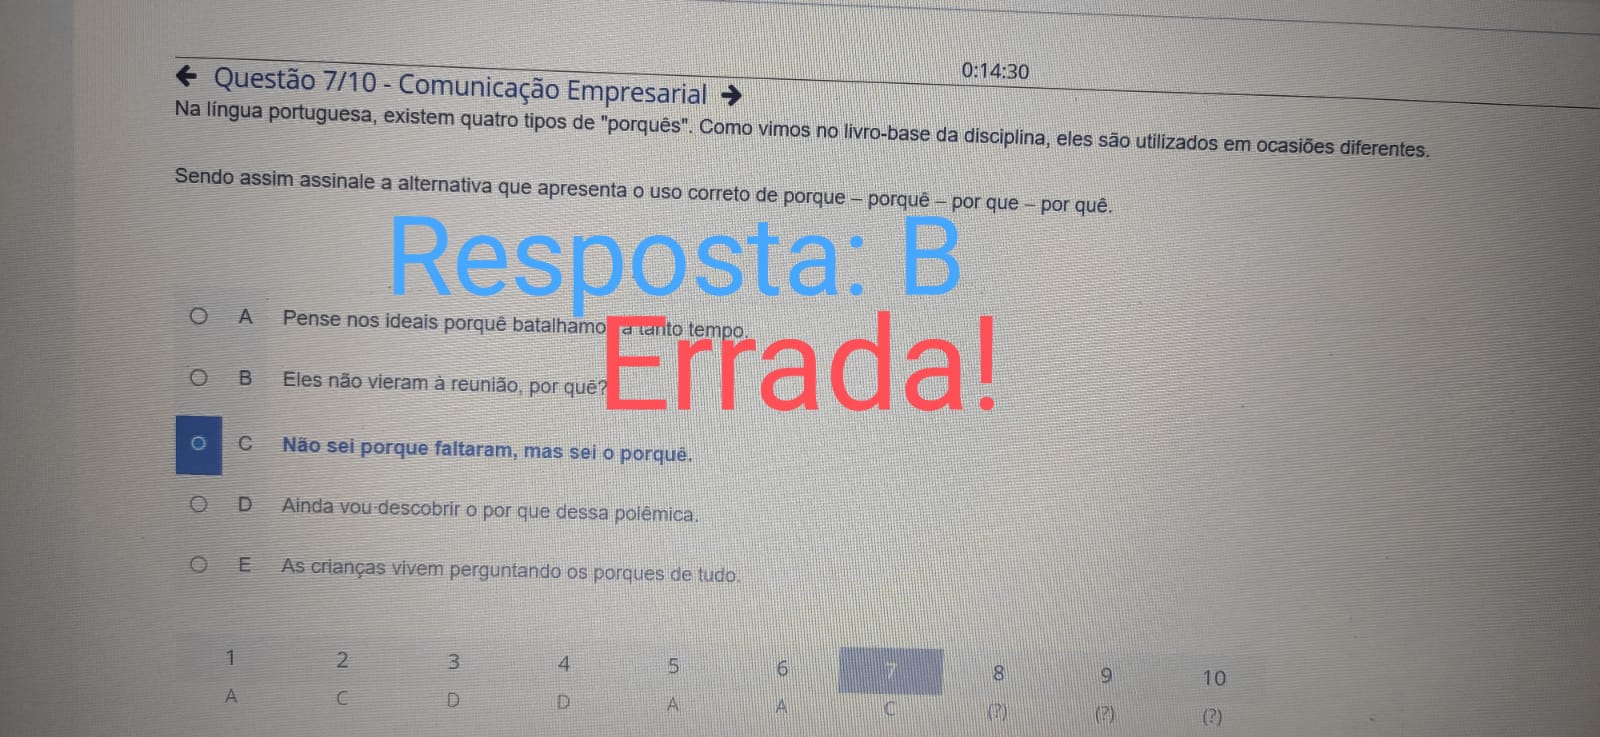 0:14:30
← Questão 7/10 - Comunicação Empresarial →
Na língua portuguesa, existem quatro tipos de "porquês". Como vimos no livro-base da disciplina, eles são utilizados em ocasiões diferentes.
Sendo assim assinale a alternativa que apresenta o uso correto de porque – porquê – por que – por quê.
Resposta: B
Errada!
A Pense nos ideais porquê batalhamo a tanto tempo.
B Eles não vieram à reunião, por quê?
C Não sei porque faltaram, mas sei o porquê.
D Ainda vou descobrir o por que dessa polêmica.
E As crianças vivem perguntando os porques de tudo.
1 2 3 4 5 6 7 8 9 10
A C D D A A C (?) (?) (?)